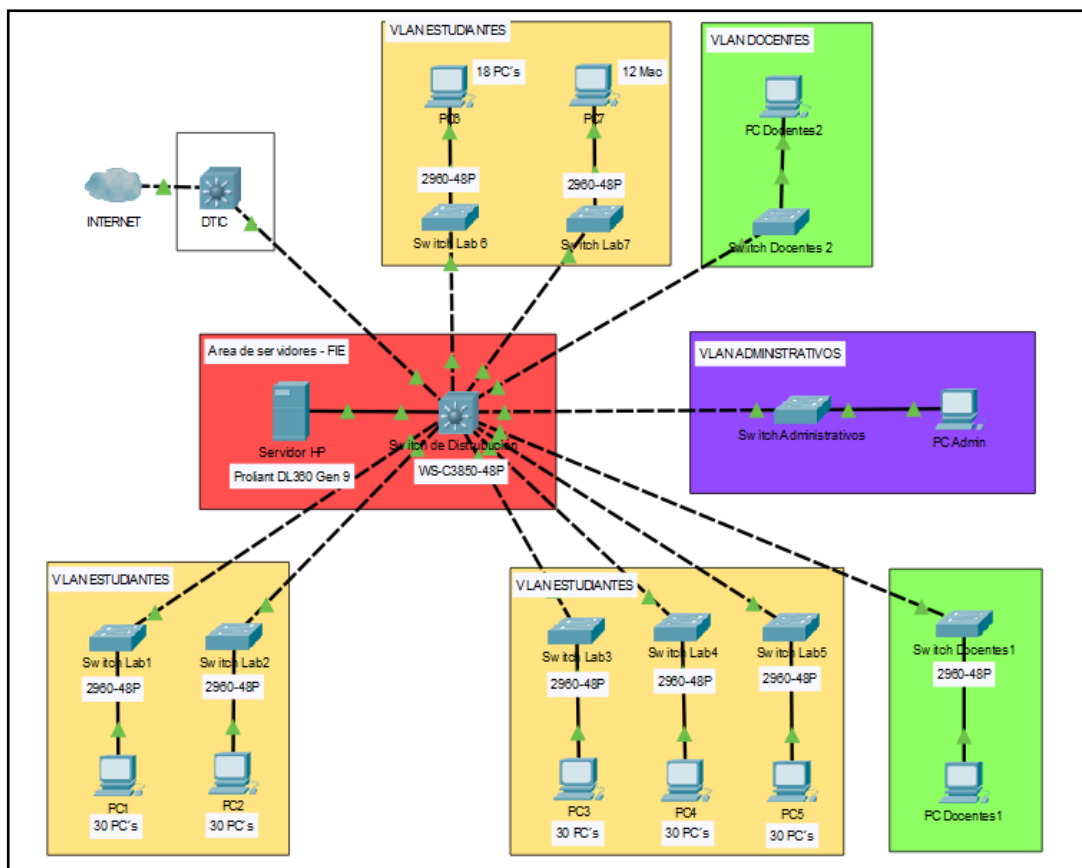 VLAN ESTUDIANTES
18 PC´s
12 Mac
PC6
PC7
2960-48P
2960-48P
Switch Lab 6
Switch Lab7
VLAN DOCENTES
PC Docentes2
Switch Docentes 2
INTERNET
DTIC
Area de servidores - FIE
Servidor HP
Proliant DL360 Gen 9
Switch de Distrubución
WS-C3850-48P
VLAN ADMINISTRATIVOS
Switch Administrativos
PC Admin
VLAN ESTUDIANTES
Switch Lab1
Switch Lab2
2960-48P
2960-48P
PC1
PC2
30 PC´s
30 PC´s
VLAN ESTUDIANTES
Switch Lab3
Switch Lab4
Switch Lab5
2960-48P
2960-48P
2960-48P
PC3
PC4
PC5
30 PC´s
30 PC´s
30 PC´s
Switch Docentes1
2960-48P
PC Docentes1